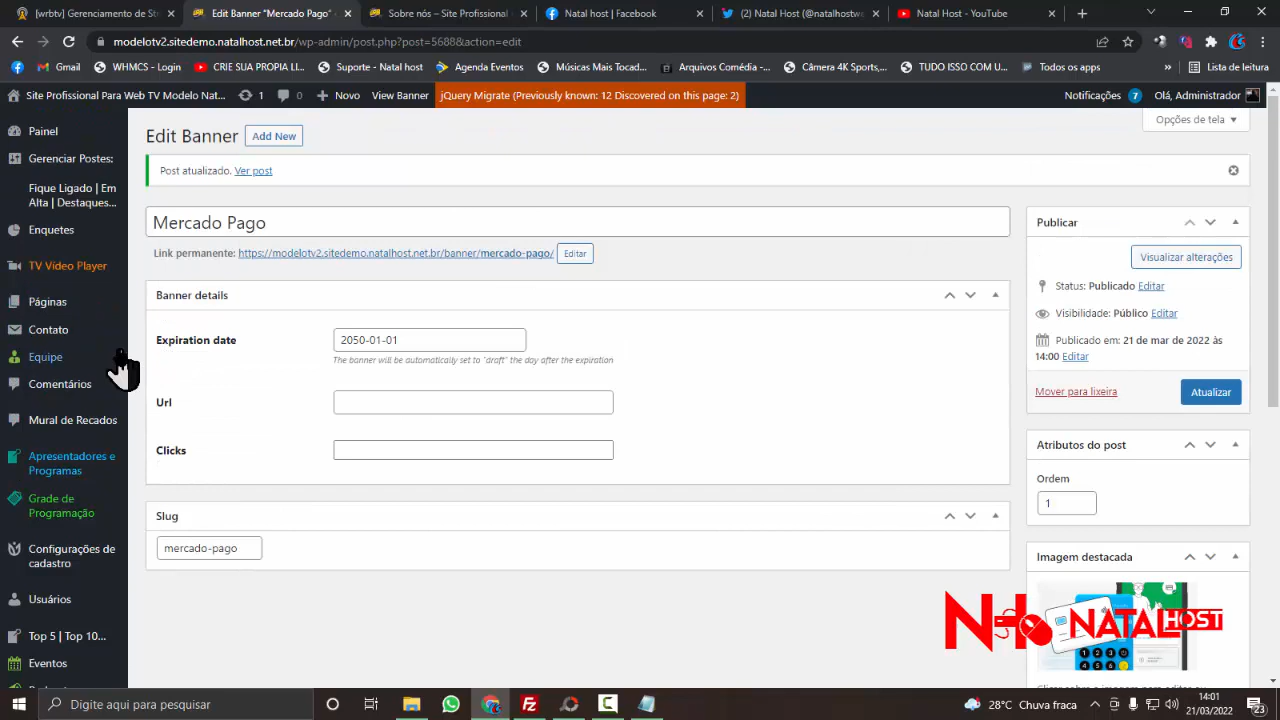 (wrbtv) Gerenciamento de Str
Edit Banner “Mercado Pago” ‹
Sobre nós – Site Profissional
Natal host | Facebook
(2) Natal Host (@natalhostwe
Natal Host - YouTube
modelotv2.sitedemo.natalhost.net.br/wp-admin/post.php?post=5688&action=edit
Gmail
WHMCS - Login
CRIE SUA PROPIA LI...
Suporte - Natal host
Agenda Eventos
Músicas Mais Tocad...
Arquivos Comédia -...
Câmera 4K Sports,...
TUDO ISSO COM U...
Todos os apps
»
Lista de leitura
Site Profissional Para Web TV Modelo Nat...
1
0
Novo
View Banner
jQuery Migrate (Previously known: 12 Discovered on this page: 2)
Notificações 7
Olá, Administrador
Opções de tela
Painel
Gerenciar Postes:
Fique Ligado | Em
Alta | Destaques...
Enquetes
TV Vídeo Player
Páginas
Contato
Equipe
Comentários
Mural de Recados
Apresentadores e
Programas
Grade de
Programação
Configurações de
cadastro
Usuários
Top 5 | Top 10...
Eventos
Edit Banner
Add New
Post atualizado. Ver post
Mercado Pago
Link permanente: https://modelotv2.sitedemo.natalhost.net.br/banner/mercado-pago/
Editar
Banner details
Expiration date
2050-01-01
The banner will be automatically set to "draft" the day after the expiration
Url
Clicks
Slug
mercado-pago
Publicar
Visualizar alterações
Status: Publicado Editar
Visibilidade: Público Editar
Publicado em: 21 de mar de 2022 às
14:00 Editar
Mover para lixeira
Atualizar
Atributos do post
Ordem
1
Imagem destacada
NH NATALHOST
Digite aqui para pesquisar
28°C Chuva fraca
14:01
21/03/2022
23